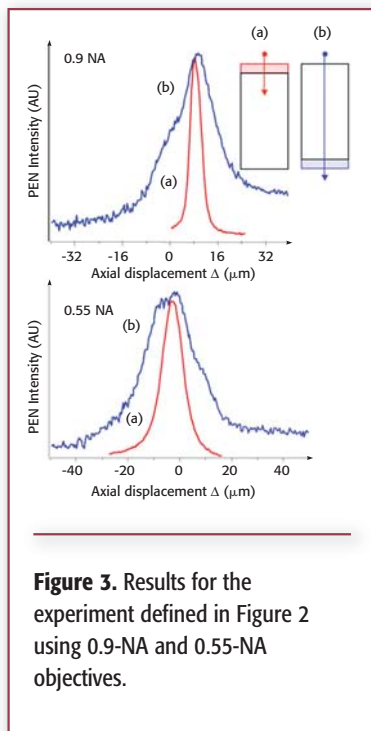 (a) (b)
0.9 NA
(b)
(a)
PEN Intensity (AU)
-32 -16 0 16 32
Axial displacement Δ (μm)
0.55 NA
(b)
(a)
PEN Intensity (AU)
-40 -20 0 20 40
Axial displacement Δ (μm)
Figure 3. Results for the
experiment defined in Figure 2
using 0.9-NA and 0.55-NA
objectives.